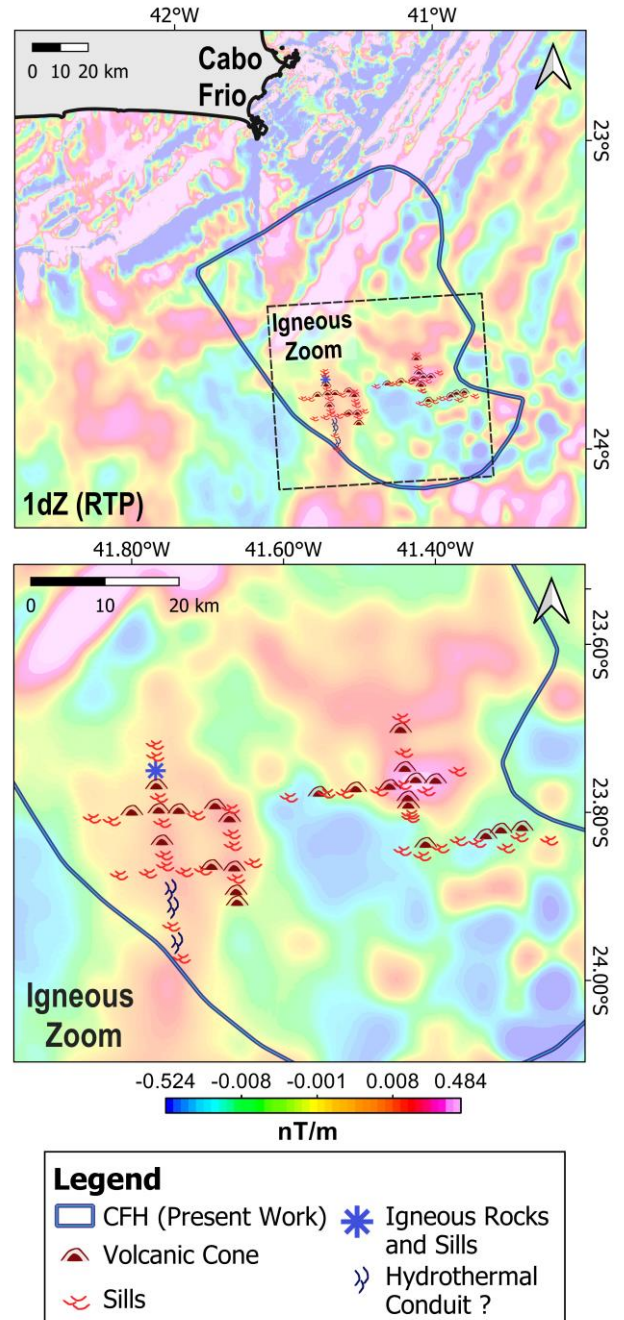 42°W 41°W
0 10 20 km
Cabo
Frio
23°S
Igneous
Zoom
24°S
1dZ (RTP)
41.80°W 41.60°W 41.40°W
0 10 20 km
23.60°S
23.80°S
24.00°S
Igneous
Zoom
-0.524 -0.008 -0.001 0.008 0.484
nT/m
Legend
CFH (Present Work)
Volcanic Cone
Sills
Igneous Rocks
and Sills
Hydrothermal
Conduit ?